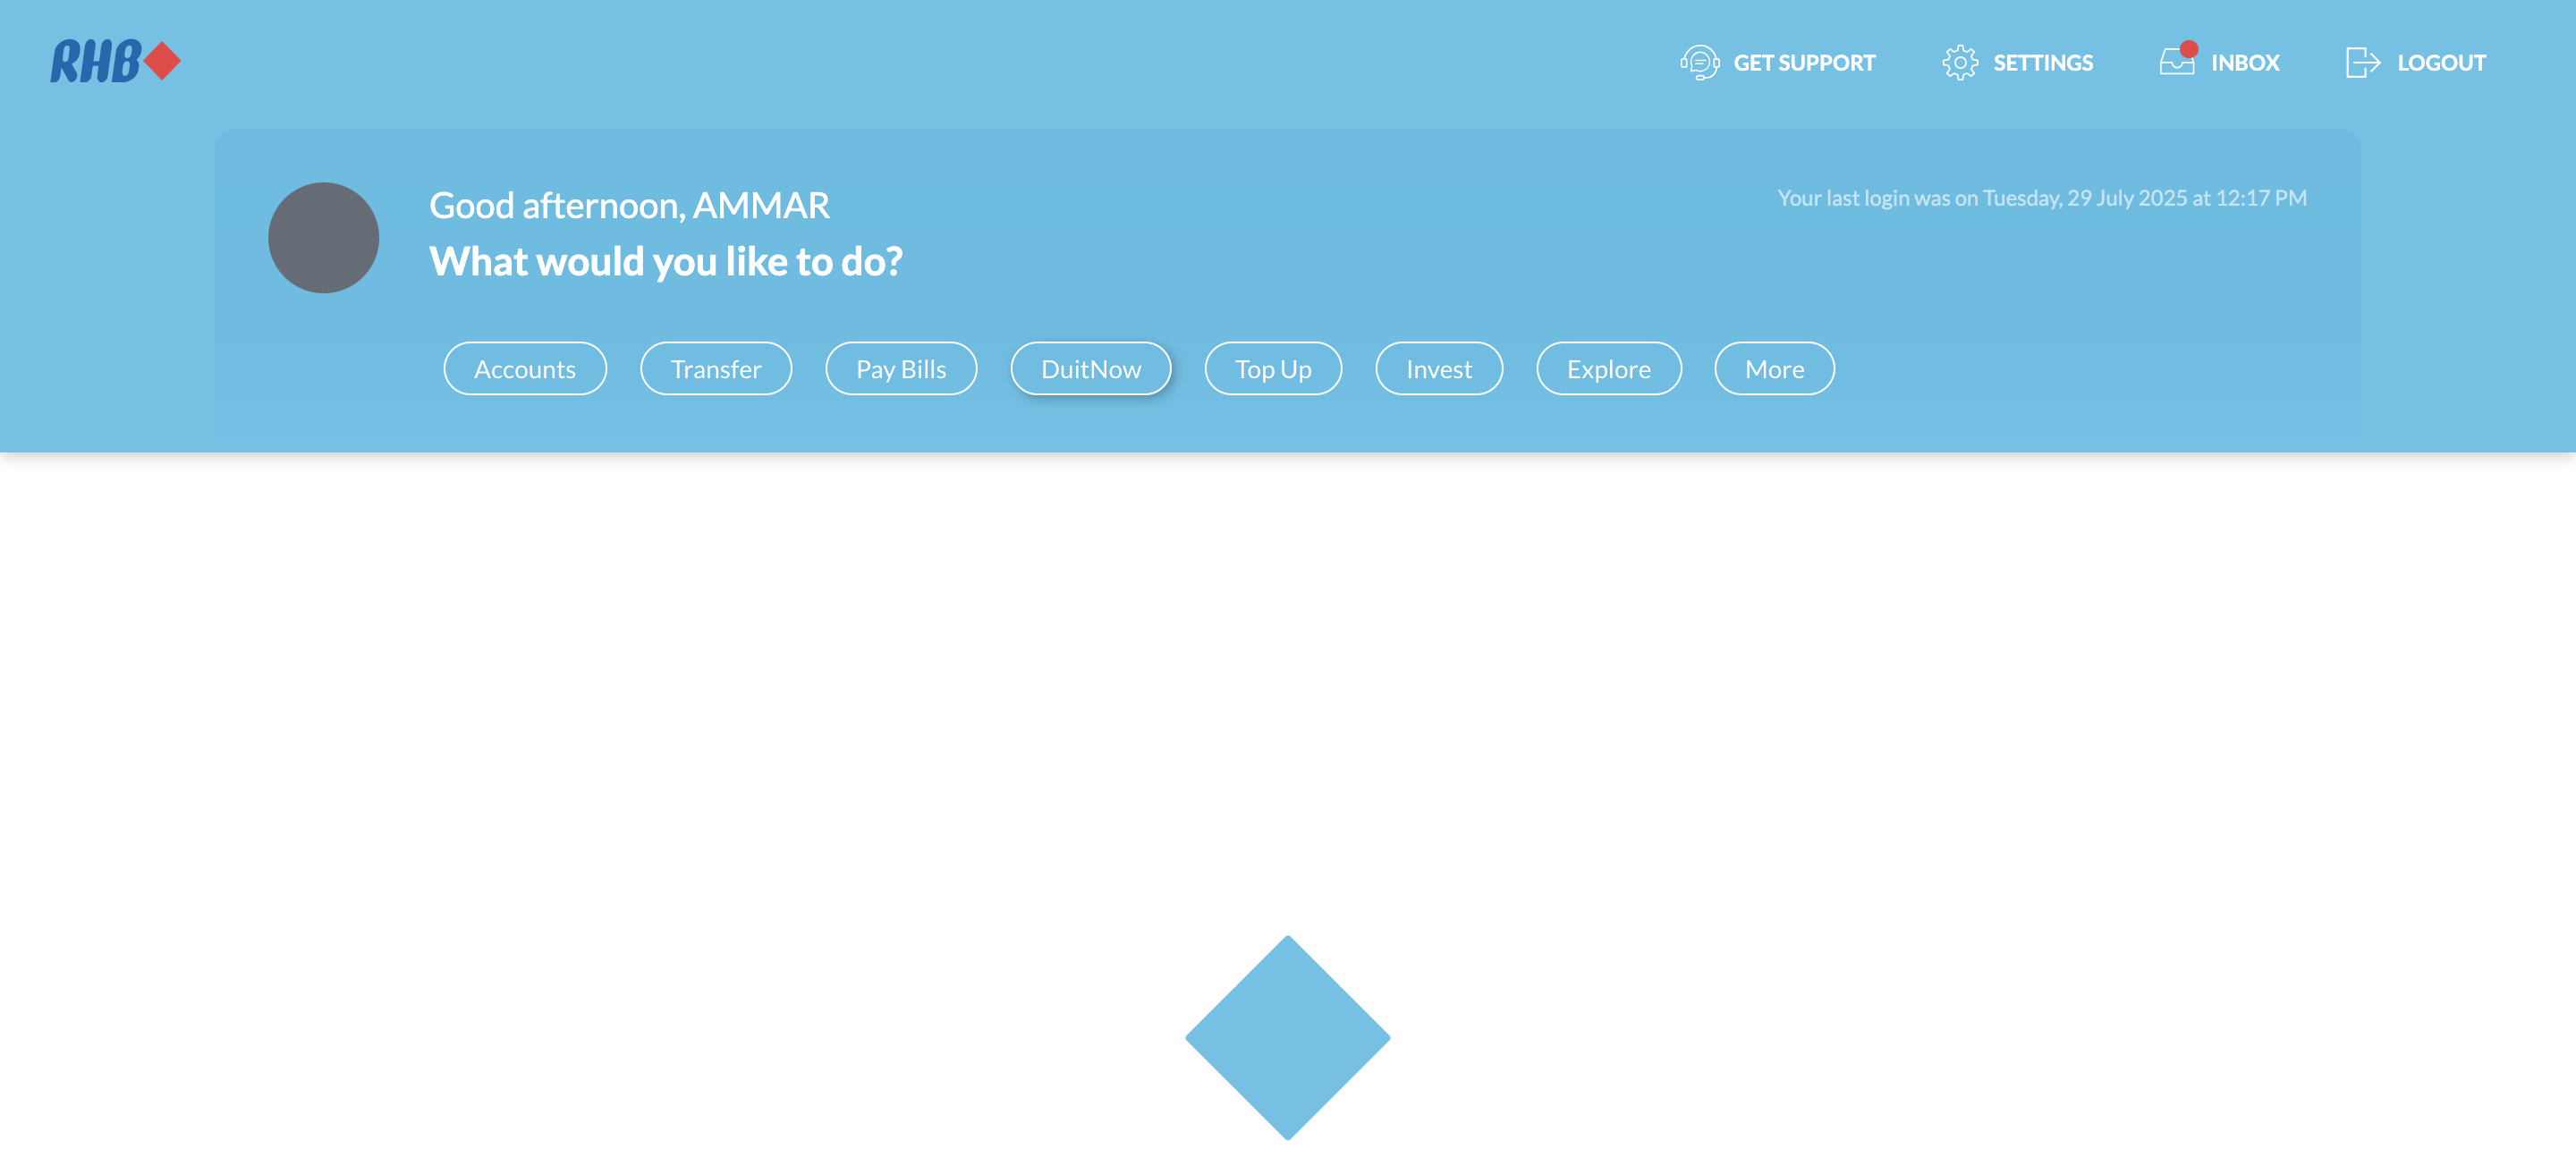 RHB
GET SUPPORT
SETTINGS
INBOX
LOGOUT
Good afternoon, AMMAR
Your last login was on Tuesday, 29 July 2025 at 12:17 PM
What would you like to do?
Accounts
Transfer
Pay Bills
DuitNow
Top Up
Invest
Explore
More